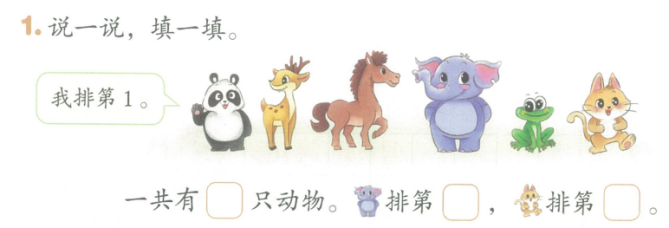 1. 说一说，填一填。
我排第 1 。
一共有 只动物。 排第 ， 排第 。